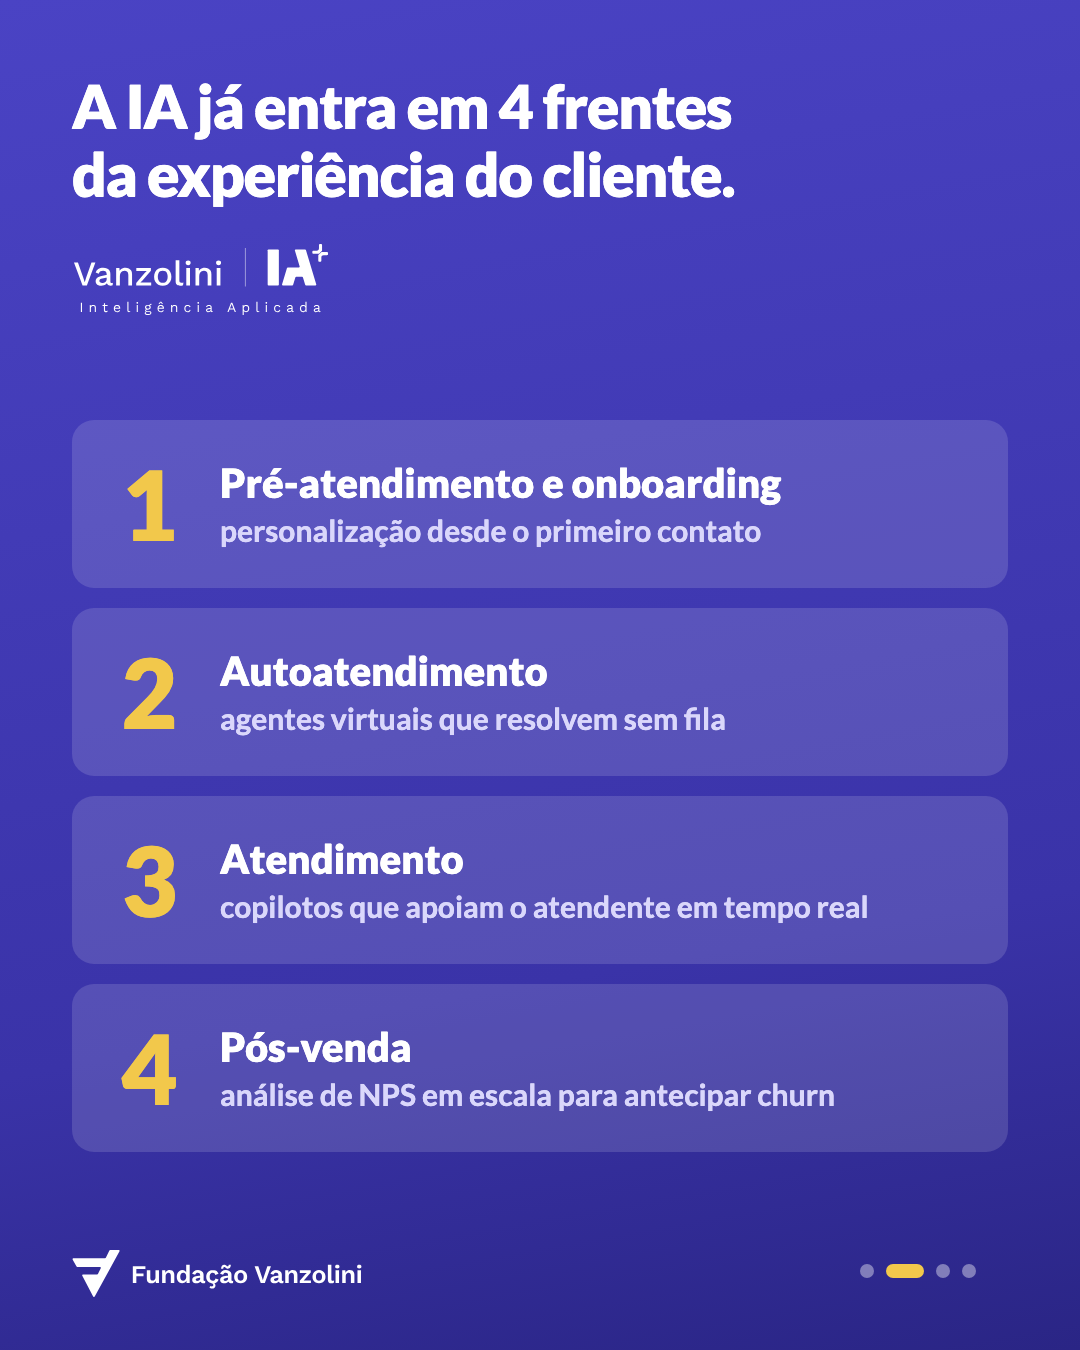 A IA já entra em 4 frentes
da experiência do cliente.
Vanzolini | IA+
Inteligência Aplicada
1
Pré-atendimento e onboarding
personalização desde o primeiro contato
2
Autoatendimento
agentes virtuais que resolvem sem fila
3
Atendimento
copilotos que apoiam o atendente em tempo real
4
Pós-venda
análise de NPS em escala para antecipar churn
Fundação Vanzolini